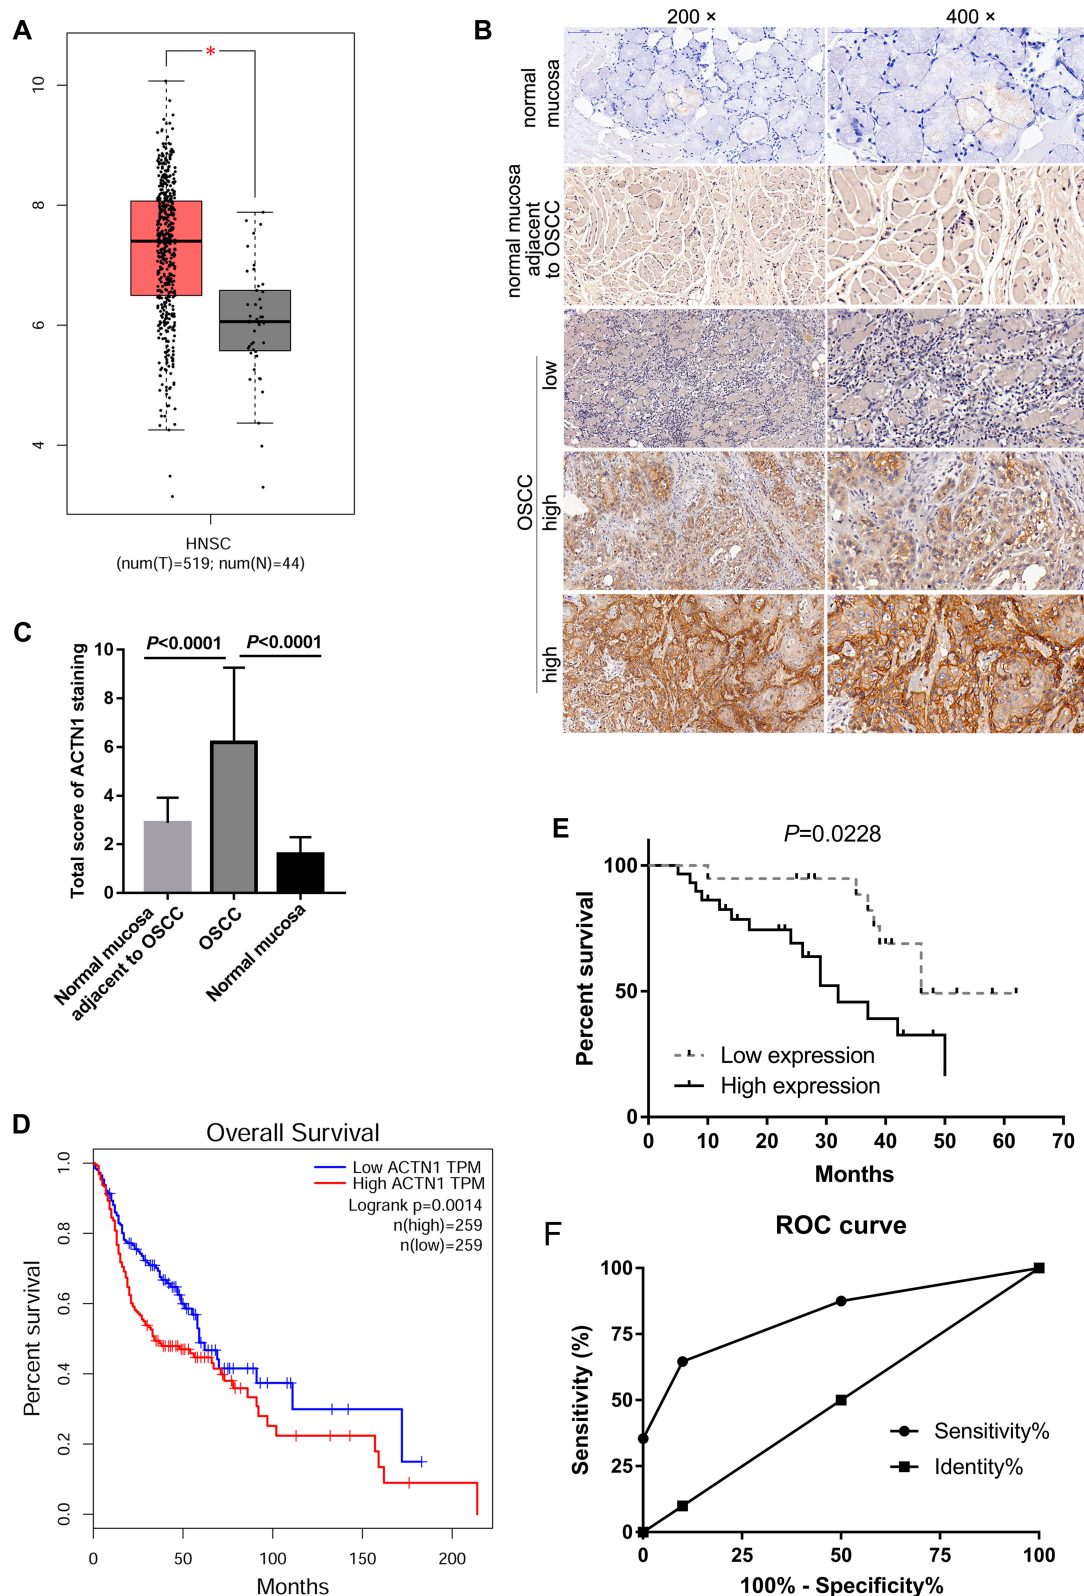 A
*
10
8
6
4
HNSC
(num(T)=519; num(N)=44)
B
200 ×
400 ×
normal
mucosa
normal mucosa
adjacent
to OSCC
OSCC
low
high
high
C
P<0.0001
P<0.0001
Total score of ACTN1 staining
10
8
6
4
2
0
Normal mucosa
adjacent to OSCC
OSCC
Normal mucosa
D
Overall Survival
Low ACTN1 TPM
High ACTN1 TPM
Logrank p=0.0014
n(high)=259
n(low)=259
Percent survival
1.0
0.8
0.6
0.4
0.2
0.0
0
50
100
150
200
Months
E
P=0.0228
Percent survival
100
50
0
Low expression
High expression
0
10
20
30
40
50
60
70
Months
F
ROC curve
Sensitivity (%)
100
75
50
25
0
Sensitivity%
Identity%
0
25
50
75
100
100% - Specificity%